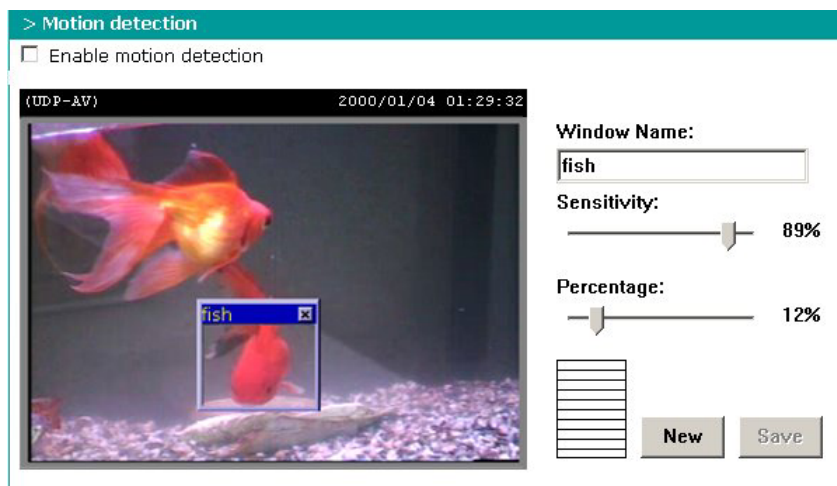 > Motion detection
Enable motion detection
(UDP-AV) 2000/01/04 01:29:32
Window Name:
fish
Sensitivity:
89%
Percentage:
12%
fish
New Save